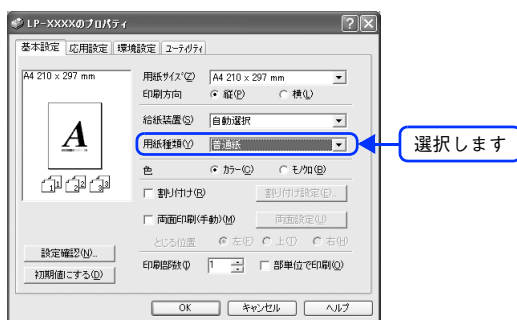 LP-XXXXのプロパティ
基本設定 応用設定 環境設定 ユーティリティ
A4 210 x 297 mm
用紙サイズ(Z) A4 210 x 297 mm
印刷方向 縦(P) 横(L)
給紙装置(S) 自動選択
用紙種類(Y) 普通紙
選択します
A
色 カラー(C) モノクロ(B)
割り付け(R) 割り付け設定(E)...
両面印刷(手動)(M) 両面設定(U)
とじる位置 左(F) 上(T) 右(H)
設定確認(N)...
印刷部数(I) 1 部単位で印刷(O)
初期値にする(D)
OK キャンセル ヘルプ